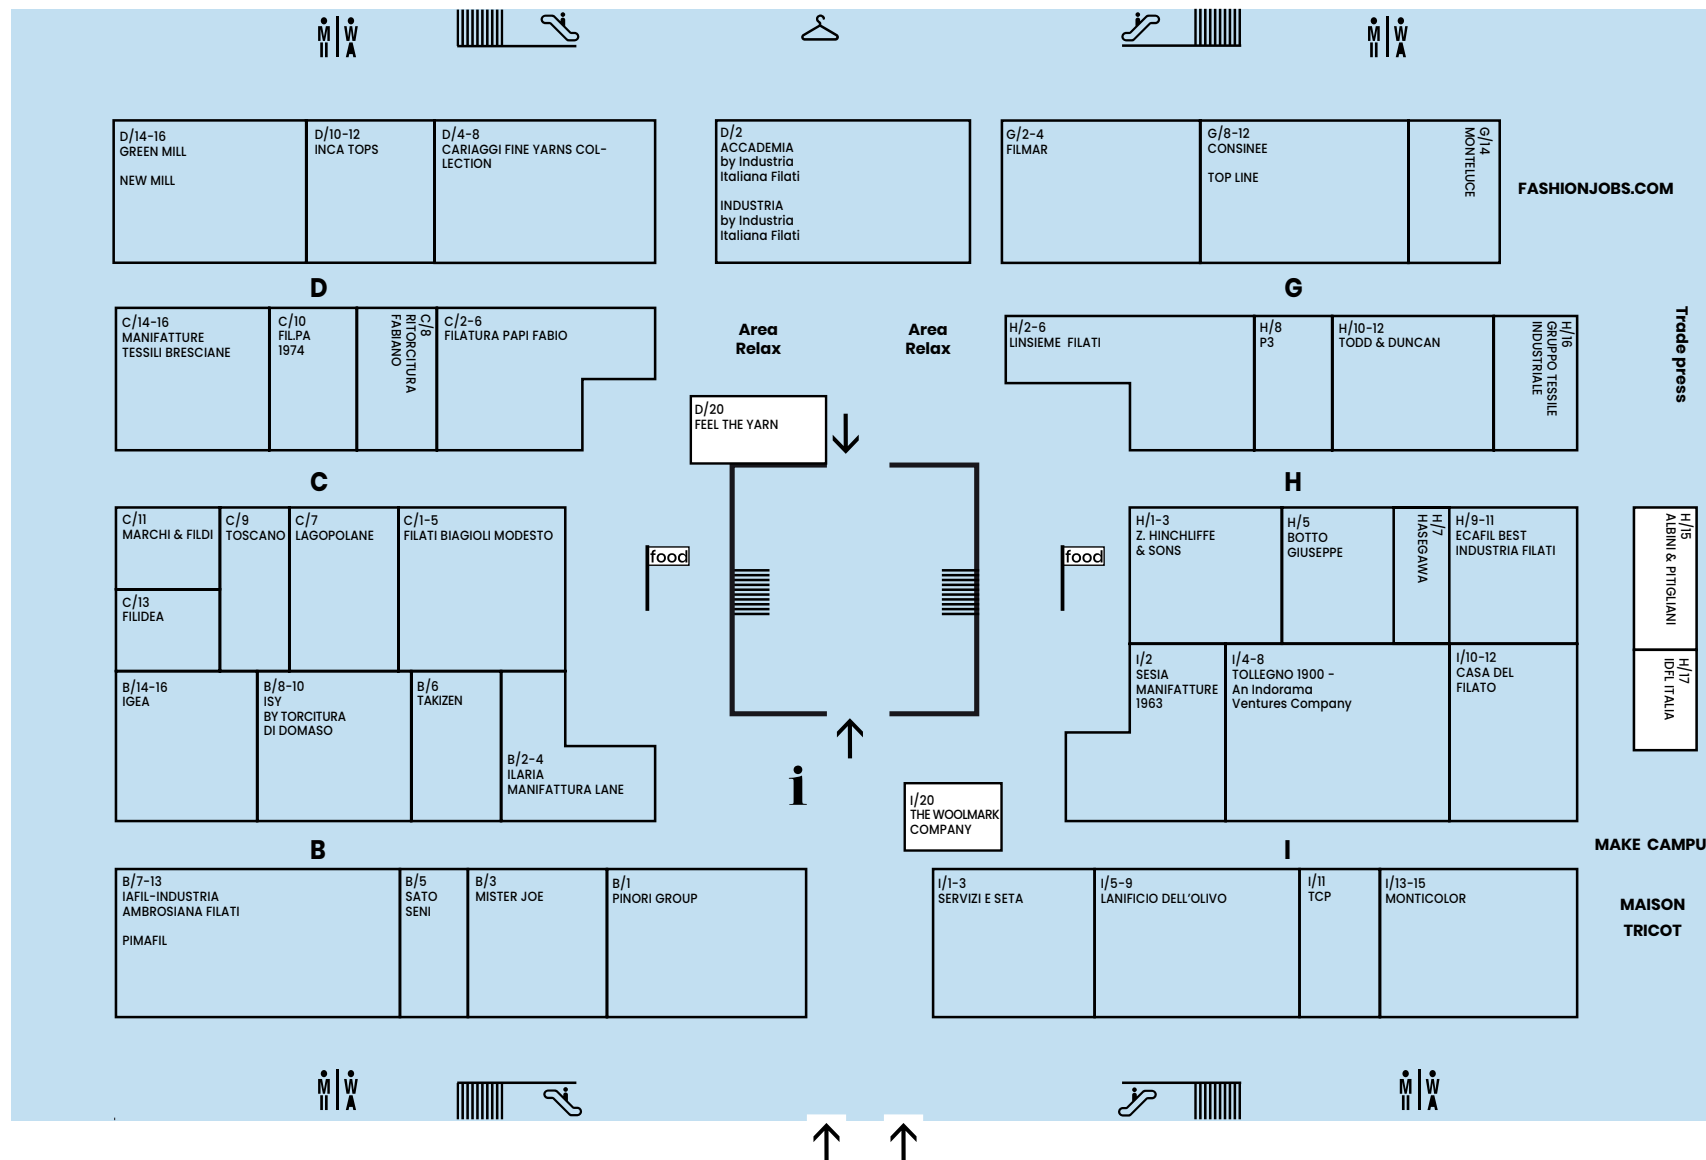 M W
II A
M W
II A
D/14-16
GREEN MILL
NEW MILL
D/10-12
INCA TOPS
D/4-8
CARIAGGI FINE YARNS COL-
LECTION
D/2
ACCADEMIA
by Industria
Italiana Filati
INDUSTRIA
by Industria
Italiana Filati
G/2-4
FILMAR
G/8-12
CONSINEE
TOP LINE
G/14
MONTELUCE
FASHIONJOBS.COM
D
G
C/14-16
MANIFATTURE
TESSILI BRESCIANE
C/10
FIL.PA
1974
C/8
RITORCITURA
FABIANO
C/2-6
FILATURA PAPI FABIO
Area
Relax
Area
Relax
H/2-6
LINSIEME FILATI
H/8
P3
H/10-12
TODD & DUNCAN
H/16
GRUPPO TESSILE
INDUSTRIALE
Trade press
D/20
FEEL THE YARN
C
H
C/11
MARCHI & FILDI
C/9
TOSCANO
C/7
LAGOPOLANE
C/1-5
FILATI BIAGIOLI MODESTO
C/13
FILIDEA
food
food
H/1-3
Z. HINCHLIFFE
& SONS
H/5
BOTTO
GIUSEPPE
H/7
HASEGAWA
H/9-11
ECAFIL BEST
INDUSTRIA FILATI
H/15
ALBINI & PITIGLIANI
B/14-16
IGEA
B/8-10
ISY
BY TORCITURA
DI DOMASO
B/6
TAKIZEN
B/2-4
ILARIA
MANIFATTURA LANE
I/2
SESIA
MANIFATTURE
1963
I/4-8
TOLLEGNO 1900 -
An Indorama
Ventures Company
I/10-12
CASA DEL
FILATO
H/17
IDFL ITALIA
i
I/20
THE WOOLMARK
COMPANY
B
I
MAKE CAMPU
B/7-13
IAFIL-INDUSTRIA
AMBROSIANA FILATI
PIMAFIL
B/5
SATO
SENI
B/3
MISTER JOE
B/1
PINORI GROUP
I/1-3
SERVIZI E SETA
I/5-9
LANIFICIO DELL'OLIVO
I/11
TCP
I/13-15
MONTICOLOR
MAISON
TRICOT
M W
II A
M W
II A